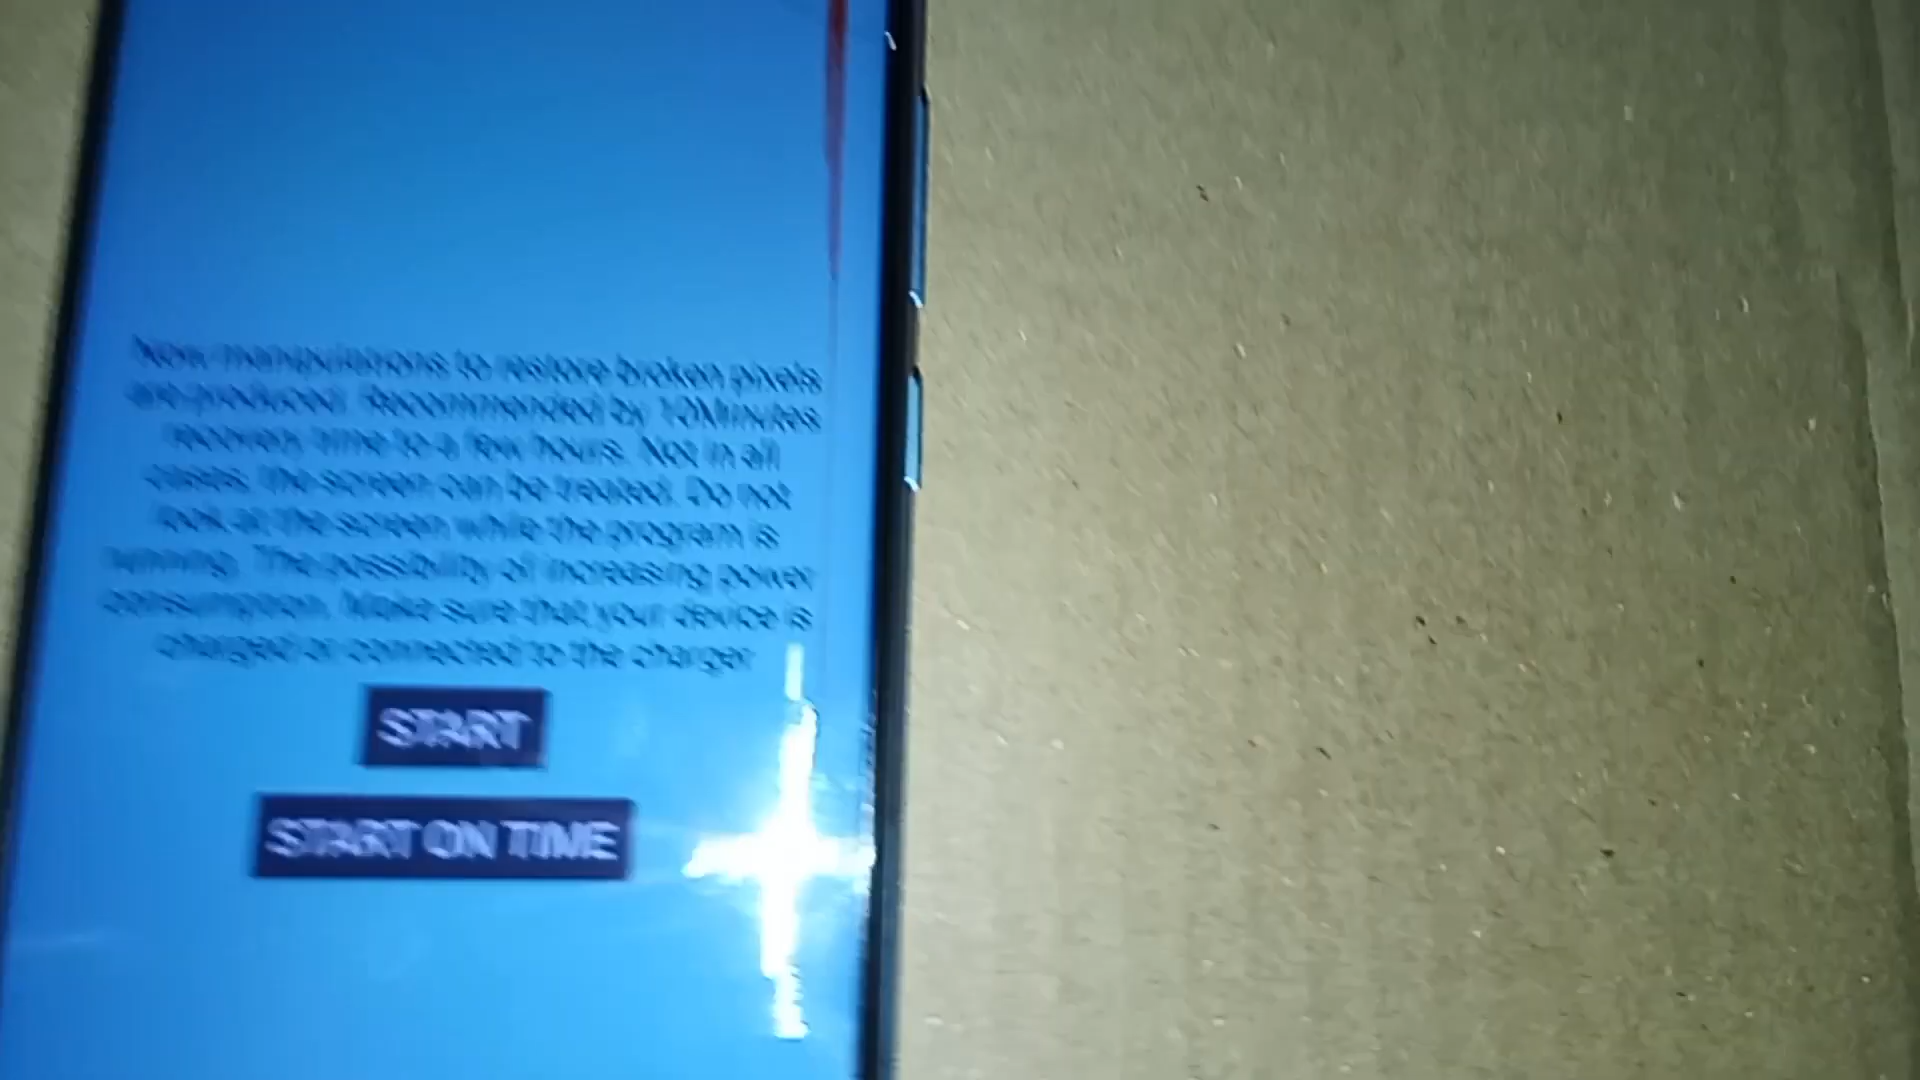 Now manipulations to restore broken pixels
are produced. Recommended by 10Minutes
recovery time to a few hours. Not in all
cases, the screen can be treated. Do not
look at the screen while the program is
running. The possibility of increasing power
consumption. Make sure that your device is
charged or connected to the charger
START
START ON TIME